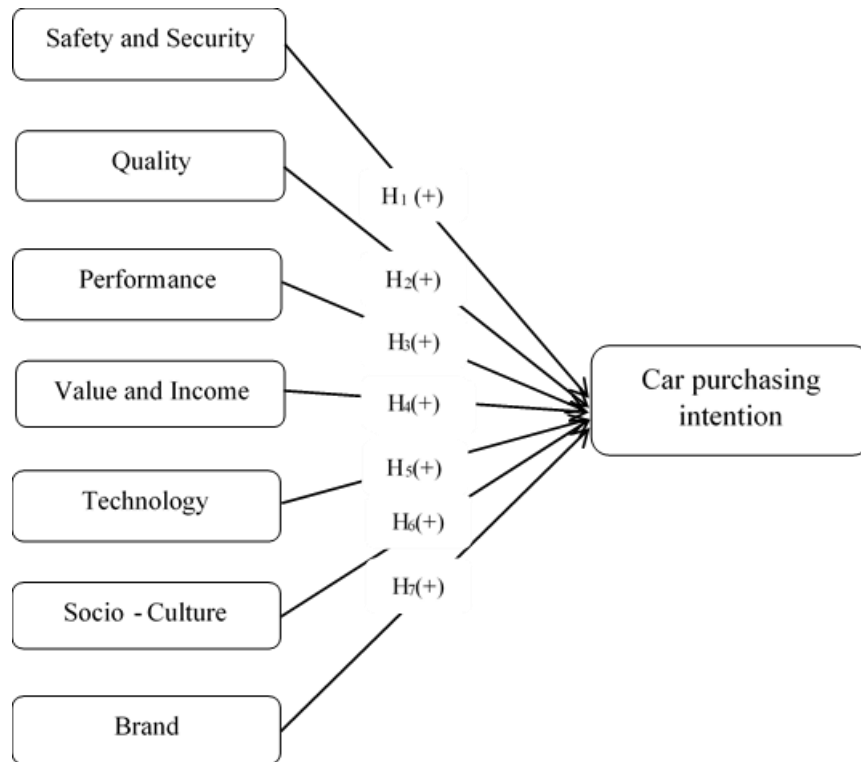 Safety and Security
Quality
H1 (+)
Performance
H2(+)
H3(+)
Value and Income
H4(+)
Car purchasing
intention
Technology
H5(+)
H6(+)
Socio - Culture
H7(+)
Brand